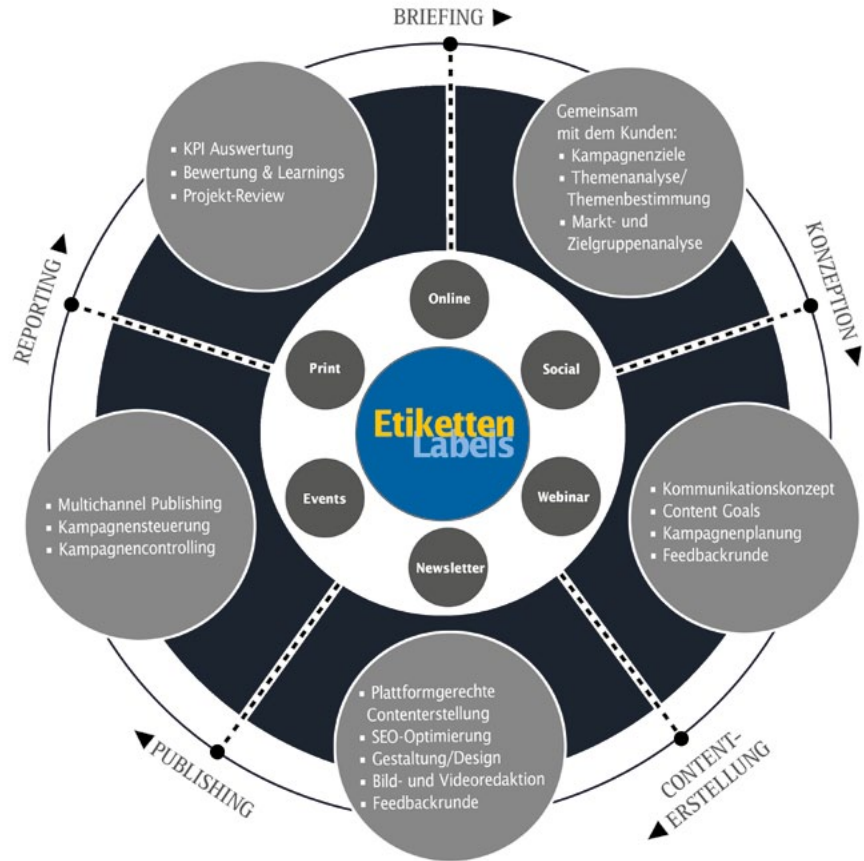 BRIEFING
Gemeinsam
mit dem Kunden:
▪ Kampagnenziele
▪ Themenanalyse/
Themenbestimmung
▪ Markt- und
Zielgruppenanalyse
KONZEPTION
▪ Kommunikationskonzept
▪ Content Goals
▪ Kampagnenplanung
▪ Feedbackrunde
CONTENT-
ERSTELLUNG
▪ Plattformgerechte
Contenterstellung
▪ SEO-Optimierung
▪ Gestaltung/Design
▪ Bild- und Videoredaktion
▪ Feedbackrunde
PUBLISHING
▪ Multichannel Publishing
▪ Kampagnensteuerung
▪ Kampagnencontrolling
REPORTING
▪ KPI Auswertung
▪ Bewertung & Learnings
▪ Projekt-Review
Online
Social
Webinar
Newsletter
Events
Print
Etiketten
Labels